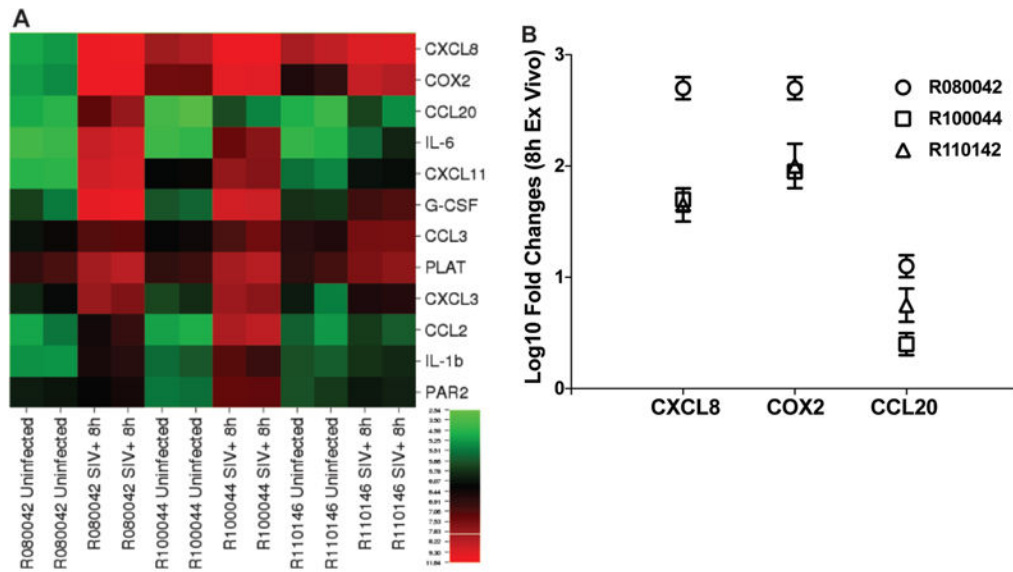 A
CXCL8
COX2
CCL20
IL-6
CXCL11
G-CSF
CCL3
PLAT
CXCL3
CCL2
IL-1b
PAR2
R080042 Uninfected
R080042 Uninfected
R080042 SIV+ 8h
R080042 SIV+ 8h
R100044 Uninfected
R100044 Uninfected
R100044 SIV+ 8h
R100044 SIV+ 8h
R110146 Uninfected
R110146 Uninfected
R110146 SIV+ 8h
R110146 SIV+ 8h
B
Log10 Fold Changes (8h Ex Vivo)
3
2
1
0
CXCL8
COX2
CCL20
R080042
R100044
R110142